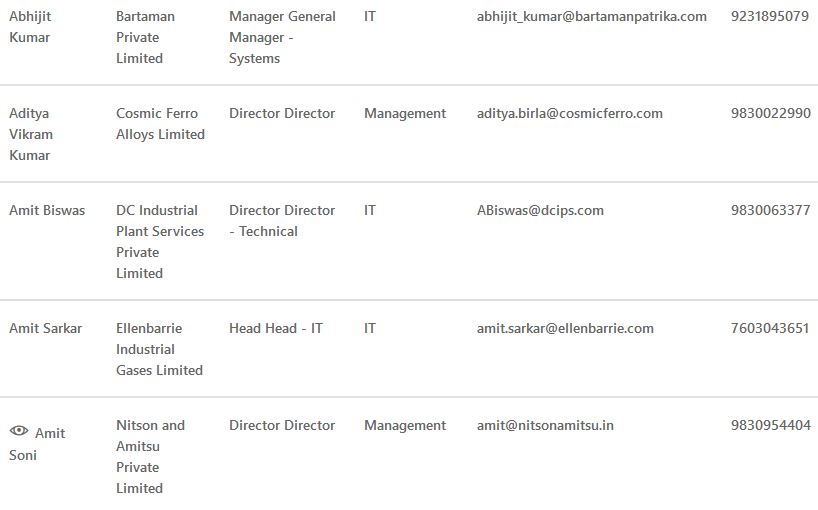 Abhijit Bartaman Manager General IT abhijit_kumar@bartamanpatrika.com 9231895079
Kumar Private Manager -
Limited Systems
Aditya Cosmic Ferro Director Director Management aditya.birla@cosmicferro.com 9830022990
Vikram Alloys Limited
Kumar
Amit Biswas DC Industrial Director Director IT ABiswas@dcips.com 9830063377
Plant Services - Technical
Private
Limited
Amit Sarkar Ellenbarrie Head Head - IT IT amit.sarkar@ellenbarrie.com 7603043651
Industrial
Gases Limited
Amit Nitson and Director Director Management amit@nitsonamitsu.in 9830954404
Soni Amitsu
Private
Limited